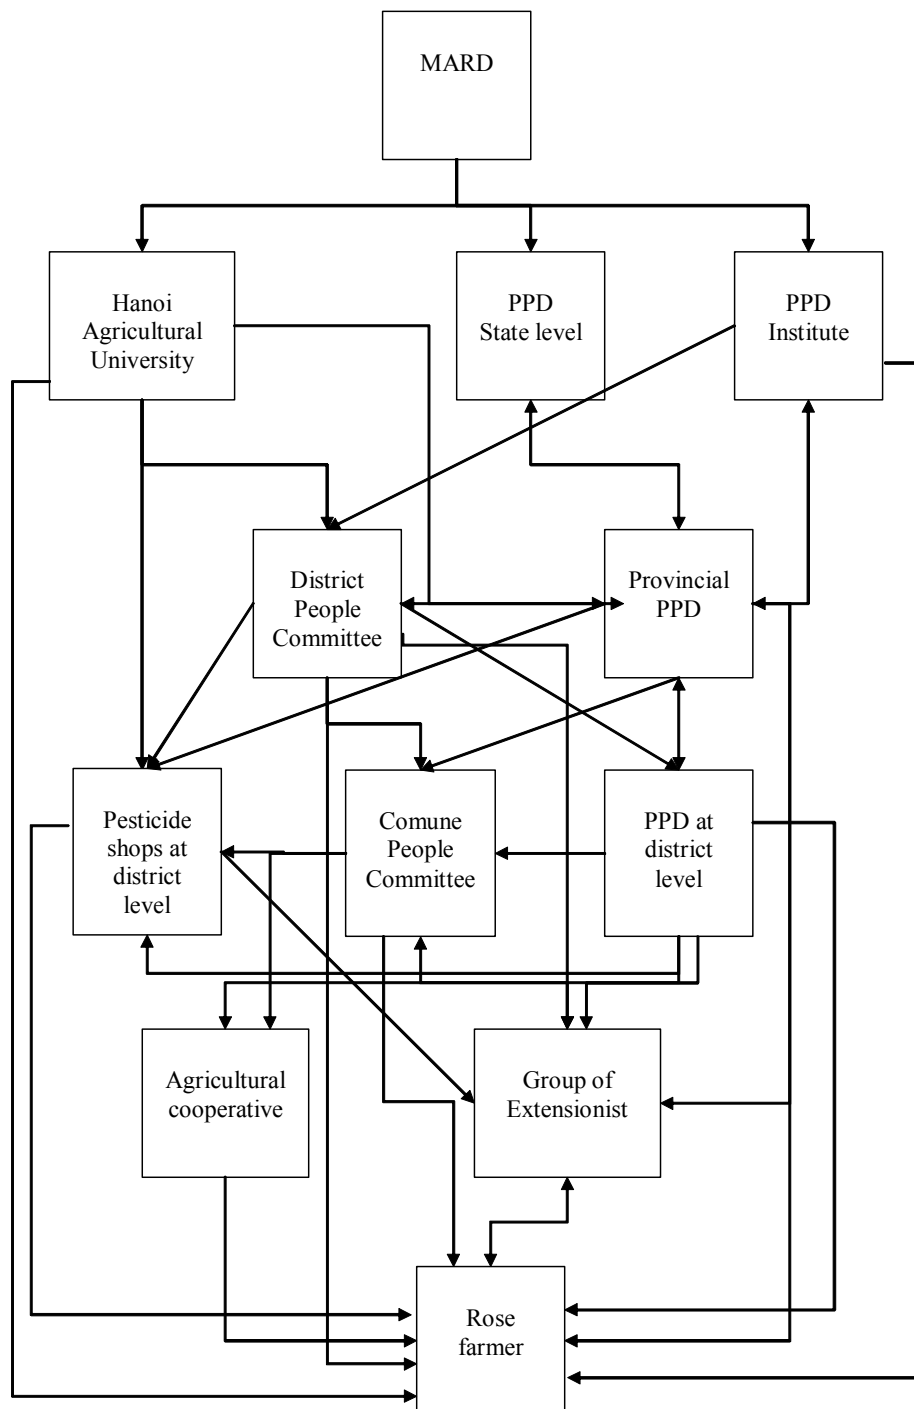 MARD
Hanoi
Agricultural
University
PPD
State level
PPD
Institute
District
People
Committee
Provincial
PPD
Pesticide
shops at
district
level
Comune
People
Committee
PPD at
district
level
Agricultural
cooperative
Group of
Extensionist
Rose
farmer